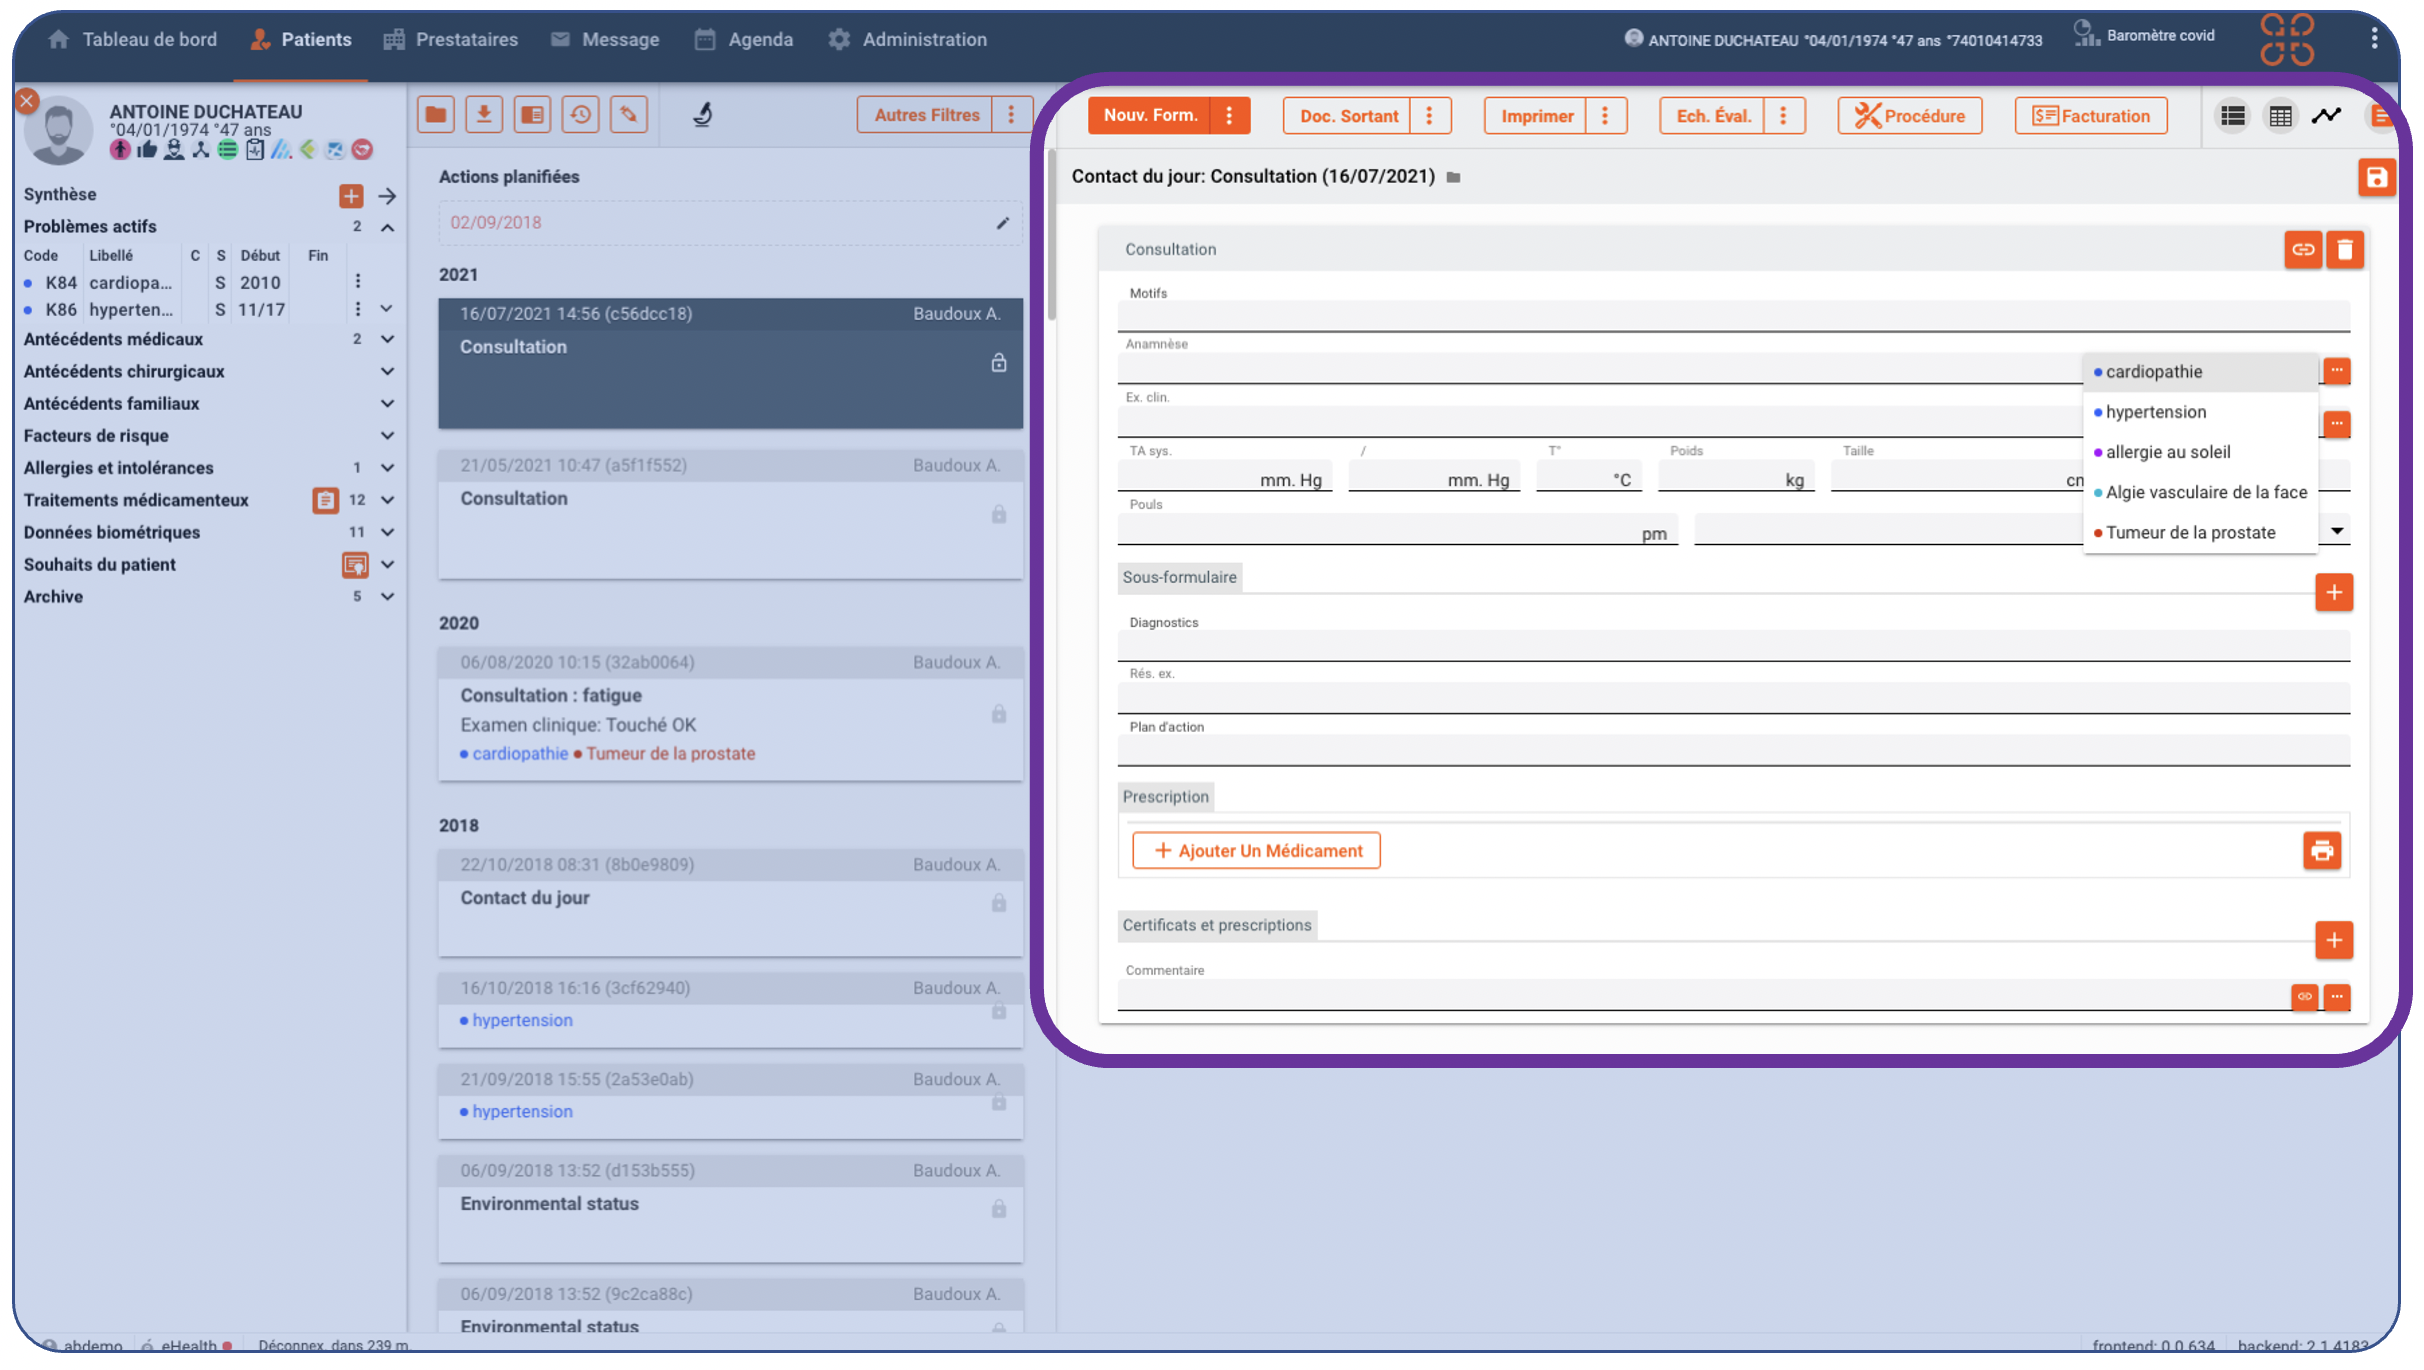 Tableau de bord Patients Prestataires Message Agenda Administration ANTOINE DUCHATEAU °04/01/1974 °47 ans °74010414733 Baromètre covid
ANTOINE DUCHATEAU
°04/01/1974 °47 ans
Synthèse
Problèmes actifs 2
Code Libellé C S Début Fin
K84 cardiopa... S 2010
K86 hyperten... S 11/17
Antécédents médicaux 2
Antécédents chirurgicaux
Antécédents familiaux
Facteurs de risque
Allergies et intolérances 1
Traitements médicamenteux 12
Données biométriques 11
Souhaits du patient
Archive 5
Autres Filtres
Actions planifiées
02/09/2018
2021
16/07/2021 14:56 (c56dcc18) Baudoux A.
Consultation
21/05/2021 10:47 (a5f1f552) Baudoux A.
Consultation
2020
06/08/2020 10:15 (32ab0064) Baudoux A.
Consultation : fatigue
Examen clinique: Touché OK
cardiopathie Tumeur de la prostate
2018
22/10/2018 08:31 (8b0e9809) Baudoux A.
Contact du jour
16/10/2018 16:16 (3cf62940) Baudoux A.
hypertension
21/09/2018 15:55 (2a53e0ab) Baudoux A.
hypertension
06/09/2018 13:52 (d153b555) Baudoux A.
Environmental status
06/09/2018 13:52 (9c2ca88c) Baudoux A.
Environmental status
Nouv. Form. Doc. Sortant Imprimer Ech. Éval. Procédure Facturation
Contact du jour: Consultation (16/07/2021)
Consultation
Motifs
Anamnèse
cardiopathie
Ex. clin.
hypertension
TA sys. / T° Poids Taille
allergie au soleil
mm. Hg mm. Hg °C kg cm
Algie vasculaire de la face
Pouls
pm
Tumeur de la prostate
Sous-formulaire
Diagnostics
Rés. ex.
Plan d'action
Prescription
Ajouter Un Médicament
Certificats et prescriptions
Commentaire
abdemo eHealth Déconnex. dans 239 m. frontend: 0.0.634 backend: 2.1.4183